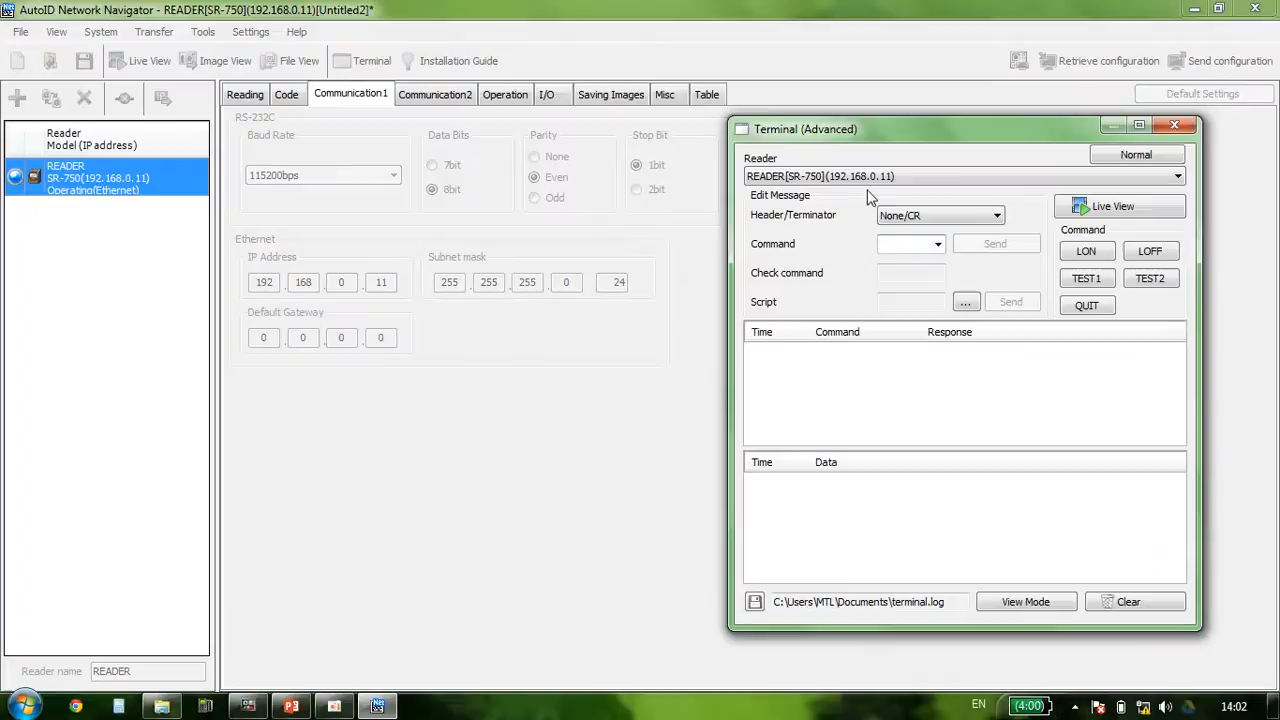 AutoID Network Navigator - READER[SR-750](192.168.0.11)[Untitled2]*
File View System Transfer Tools Settings Help
Live View Image View File View Terminal Installation Guide Retrieve configuration Send configuration
Reading Code Communication1 Communication2 Operation I/O Saving Images Misc Table Default Settings
Reader
Model (IP address)
READER
SR-750(192.168.0.11)
Operating(Ethernet)
RS-232C
Baud Rate Data Bits Parity Stop Bit
115200bps
7bit
8bit
None
Even
Odd
1bit
2bit
Ethernet
IP Address Subnet mask
192 . 168 . 0 . 11 255 . 255 . 255 . 0 24
Default Gateway
0 . 0 . 0 . 0
Terminal (Advanced)
Reader Normal
READER[SR-750](192.168.0.11)
Edit Message
Header/Terminator None/CR Live View
Command Send
Check command
Script ... Send
Command
LON LOFF
TEST1 TEST2
QUIT
Time Command Response
Time Data
C:\Users\MTL\Documents\terminal.log View Mode Clear
Reader name READER
EN (4:00) 14:02